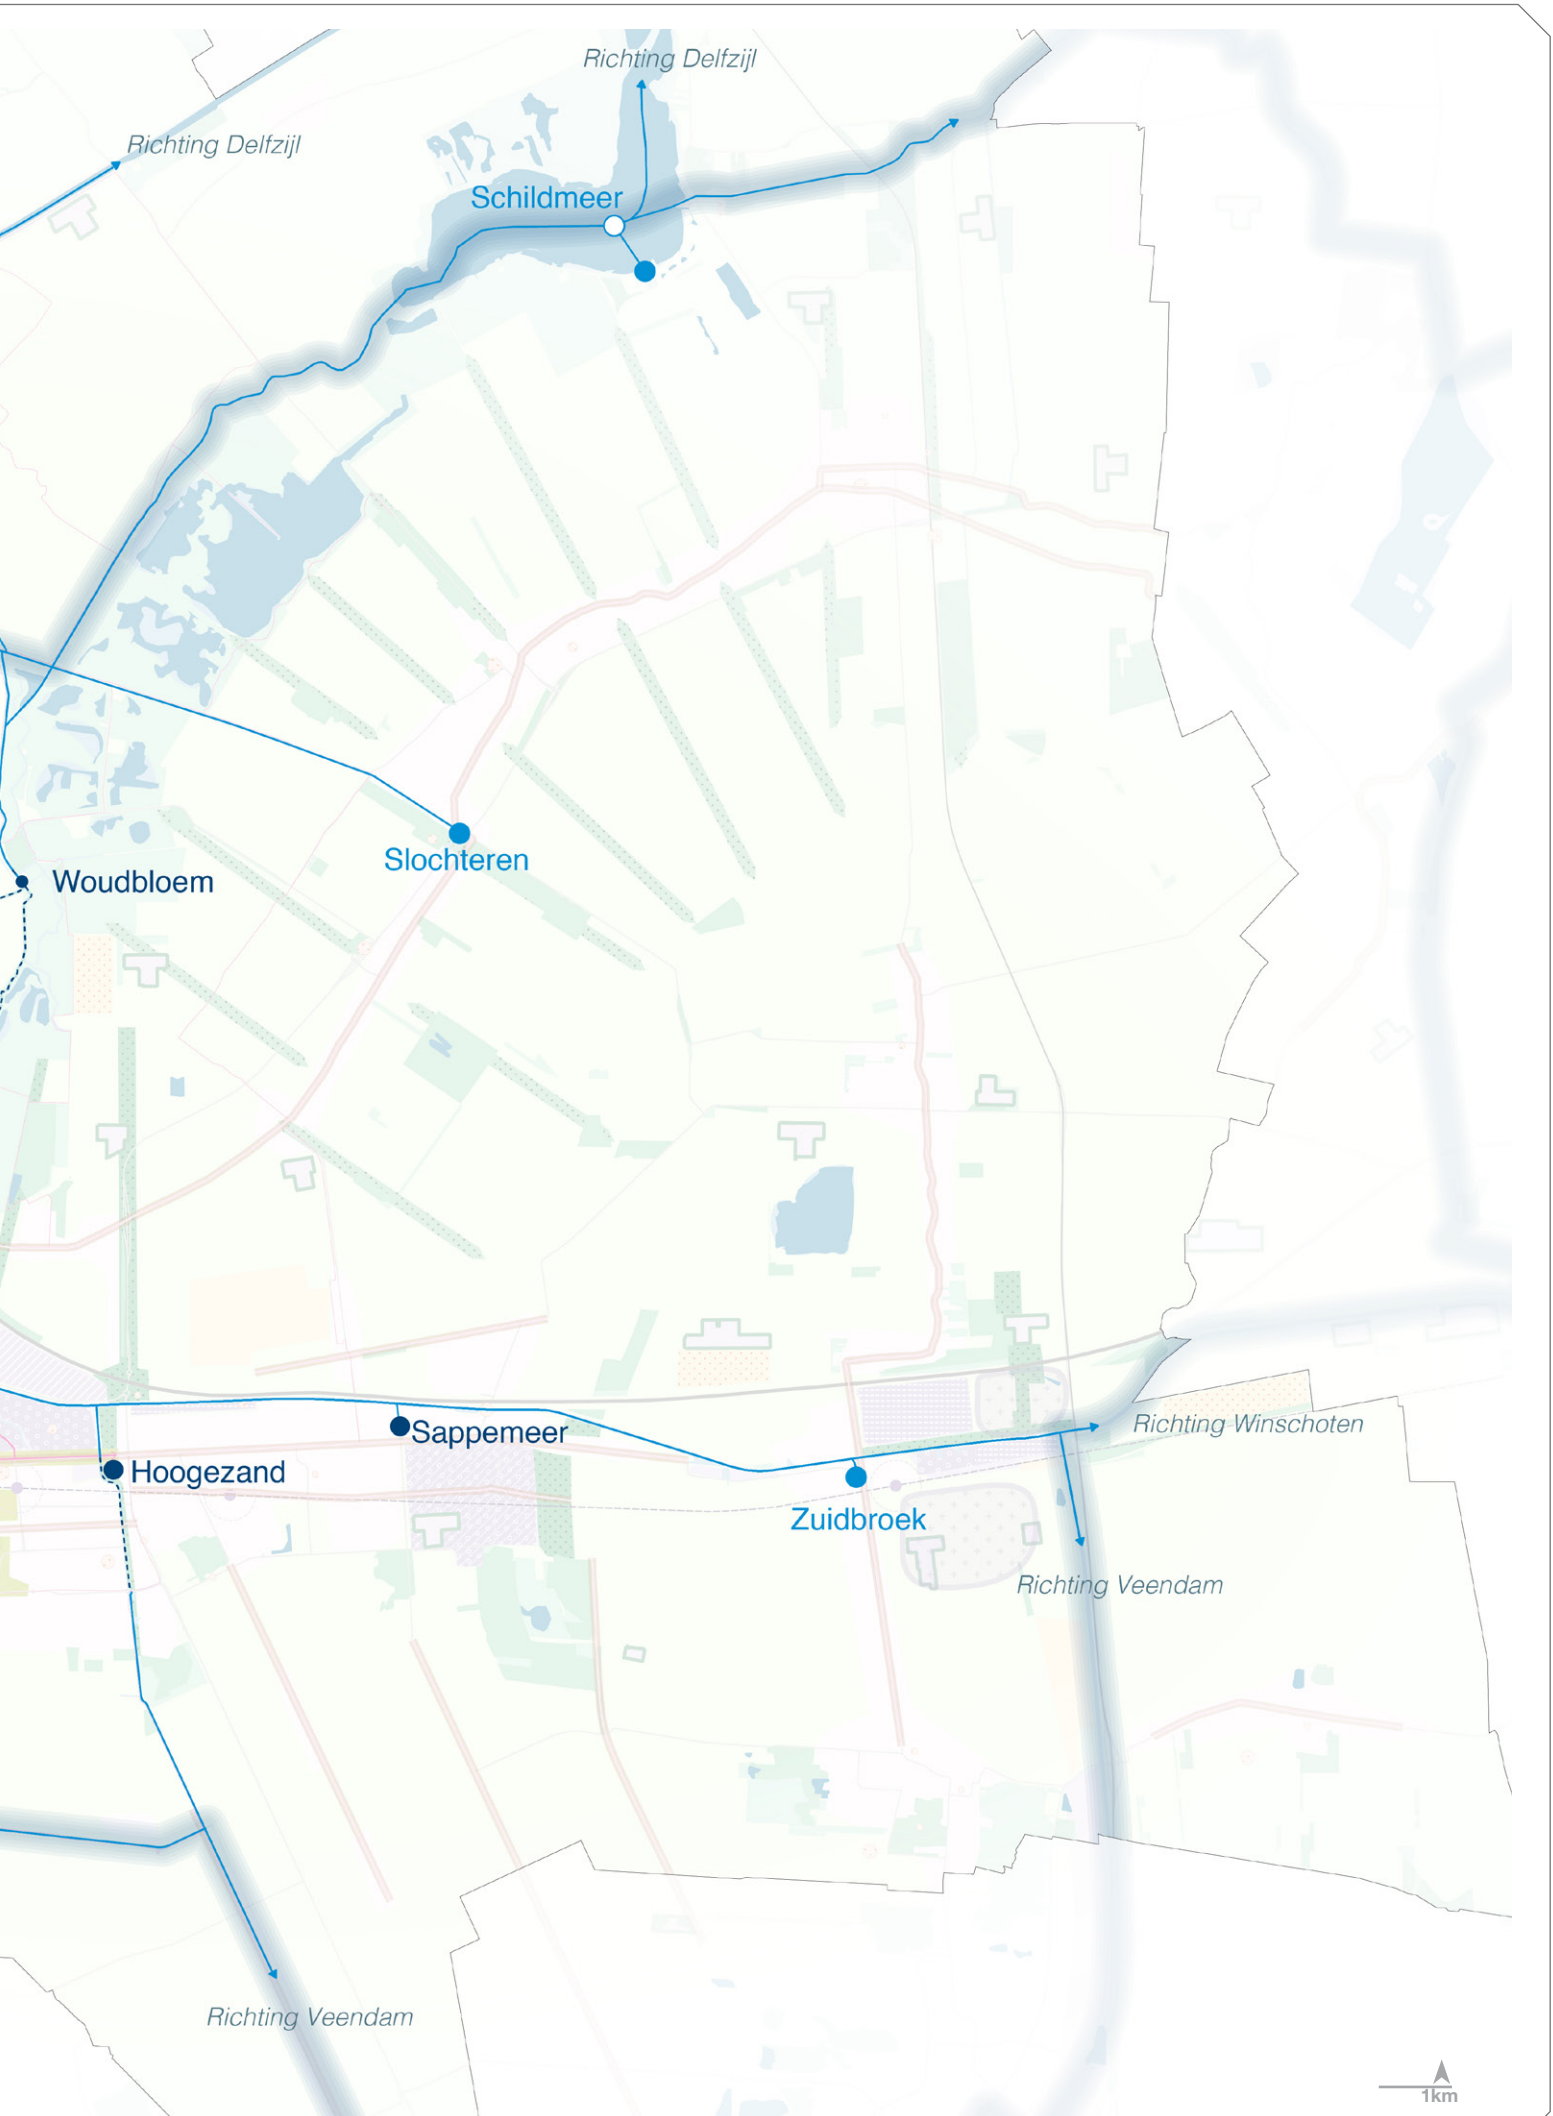 Richting Delfzijl
Richting Delfzijl
Schildmeer
Slochteren
Woudbloem
Richting Winschoten
Sappemeer
Hoogezand
Zuidbroek
Richting Veendam
Richting Veendam
1km